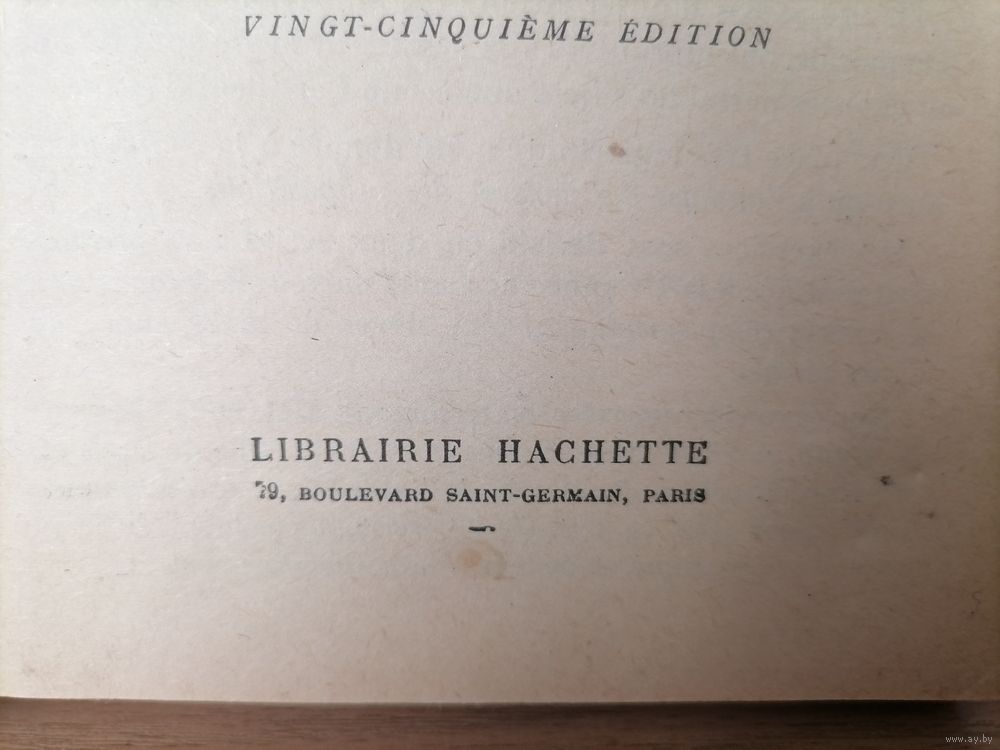 VINGT-CINQUIÈME ÉDITION
LIBRAIRIE HACHETTE
79, BOULEVARD SAINT-GERMAIN, PARIS
www.ay.by